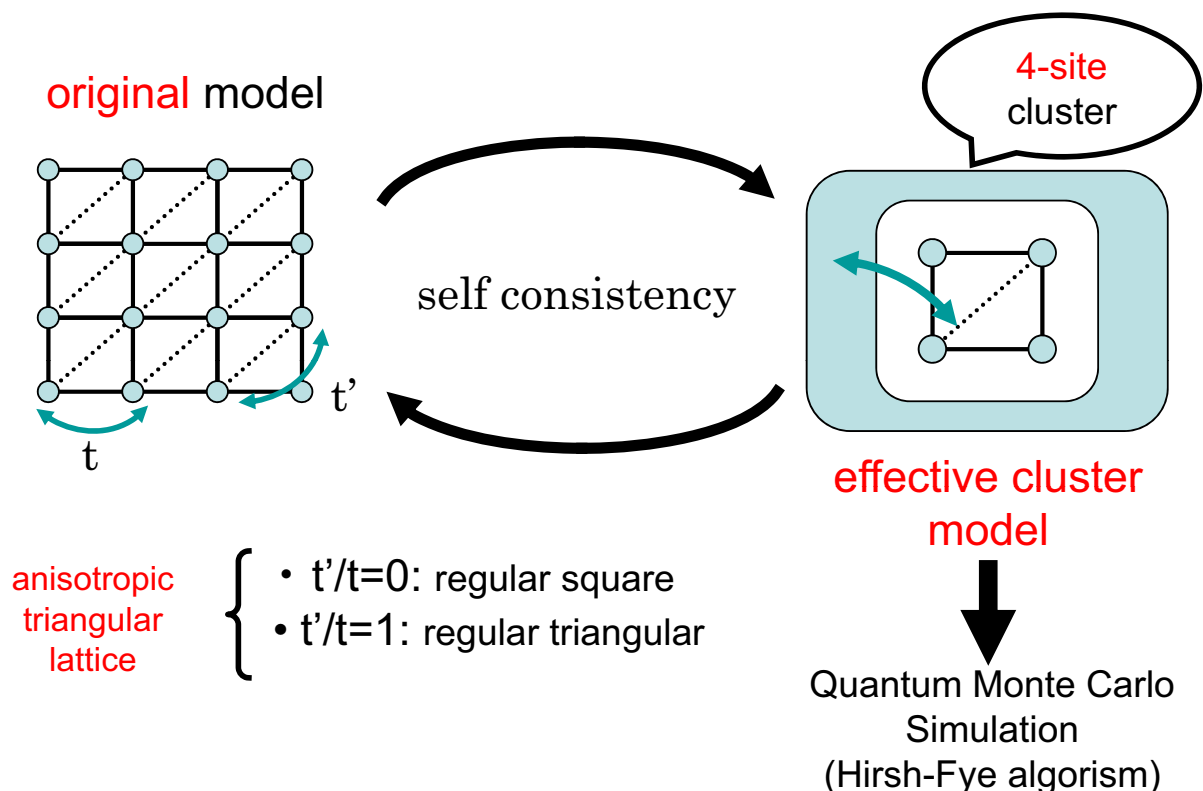 original model
4-site
cluster
self consistency
t
t’
effective cluster
model
anisotropic
triangular
lattice
・ t’/t=0: regular square
• t’/t=1: regular triangular
Quantum Monte Carlo
Simulation
(Hirsh-Fye algorism)